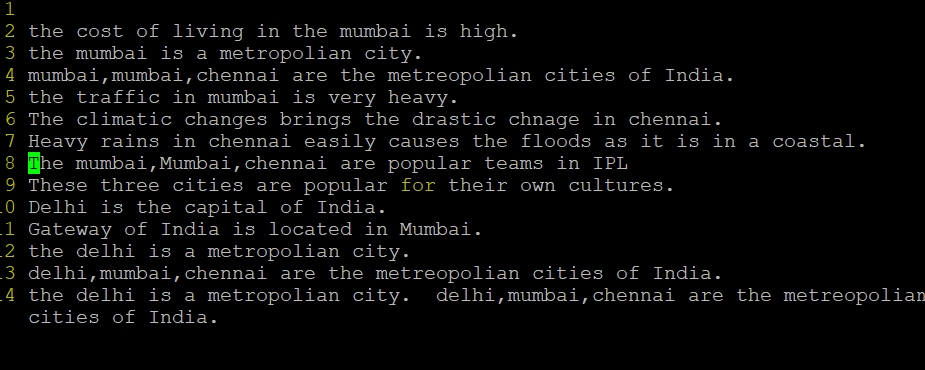 1
2 the cost of living in the mumbai is high.
3 the mumbai is a metropolian city.
4 mumbai,mumbai,chennai are the metreopolian cities of India.
5 the traffic in mumbai is very heavy.
6 The climatic changes brings the drastic chnage in chennai.
7 Heavy rains in chennai easily causes the floods as it is in a coastal.
8 The mumbai,Mumbai,chennai are popular teams in IPL
9 These three cities are popular for their own cultures.
10 Delhi is the capital of India.
11 Gateway of India is located in Mumbai.
12 the delhi is a metropolian city.
13 delhi,mumbai,chennai are the metreopolian cities of India.
14 the delhi is a metropolian city.  delhi,mumbai,chennai are the metreopolian
cities of India.